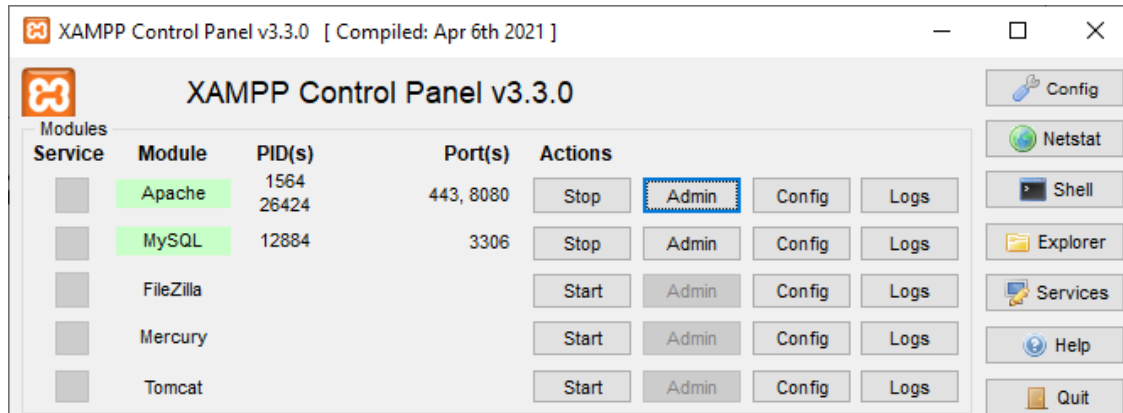 XAMPP Control Panel v3.3.0 [ Compiled: Apr 6th 2021 ]
XAMPP Control Panel v3.3.0
Config
Modules
Netstat
Service Module PID(s) Port(s) Actions
Apache 1564 26424 443, 8080 Stop Admin Config Logs
Shell
MySQL 12884 3306 Stop Admin Config Logs
Explorer
FileZilla Start Admin Config Logs
Services
Mercury Start Admin Config Logs
Help
Tomcat Start Admin Config Logs
Quit